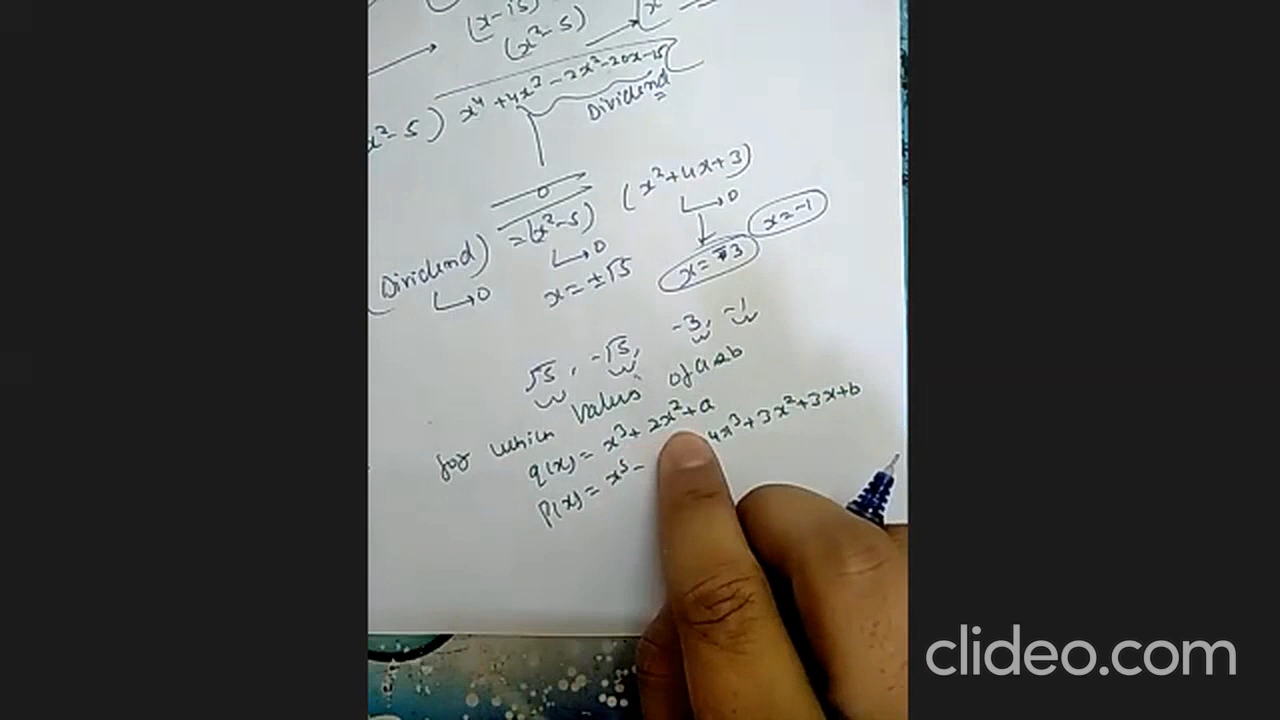 (x-15)
(x²-5)
(x
x²-5) x⁴ +4x³ - 2x² -20x-15
Dividend
0
(Dividend) = (x²-5) (x²+4x+3)
0 0 0
x = ±√5 x = -3 x = -1
√5, -√5, -3, -1
for which values of a & b
q(x) = x³ + 2x² + a
p(x) = x⁵ - 4x³ + 3x² + 3x + b
clideo.com